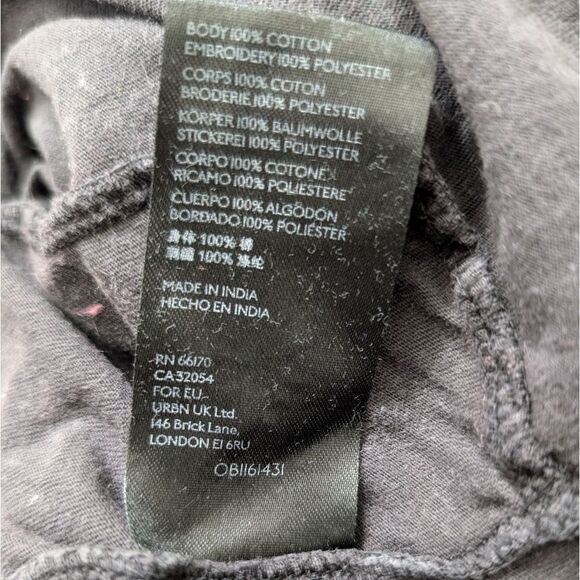 BODY 100% COTTON
EMBROIDERY 100% POLYESTER
CORPS 100% COTON
BRODERIE 100% POLYESTER
KÖRPER 100% BAUMWOLLE
STICKEREI 100% POLYESTER
CORPO 100% COTONE
RICAMO 100% POLIESTERE
CUERPO 100% ALGODÓN
BORDADO 100% POLIÉSTER
身体 100% 棉
100% 涤纶
MADE IN INDIA
HECHO EN INDIA
RN 66170
CA 32054
FOR EU
URBN UK Ltd.
146 Brick Lane,
LONDON E1 6RU
OB1161431